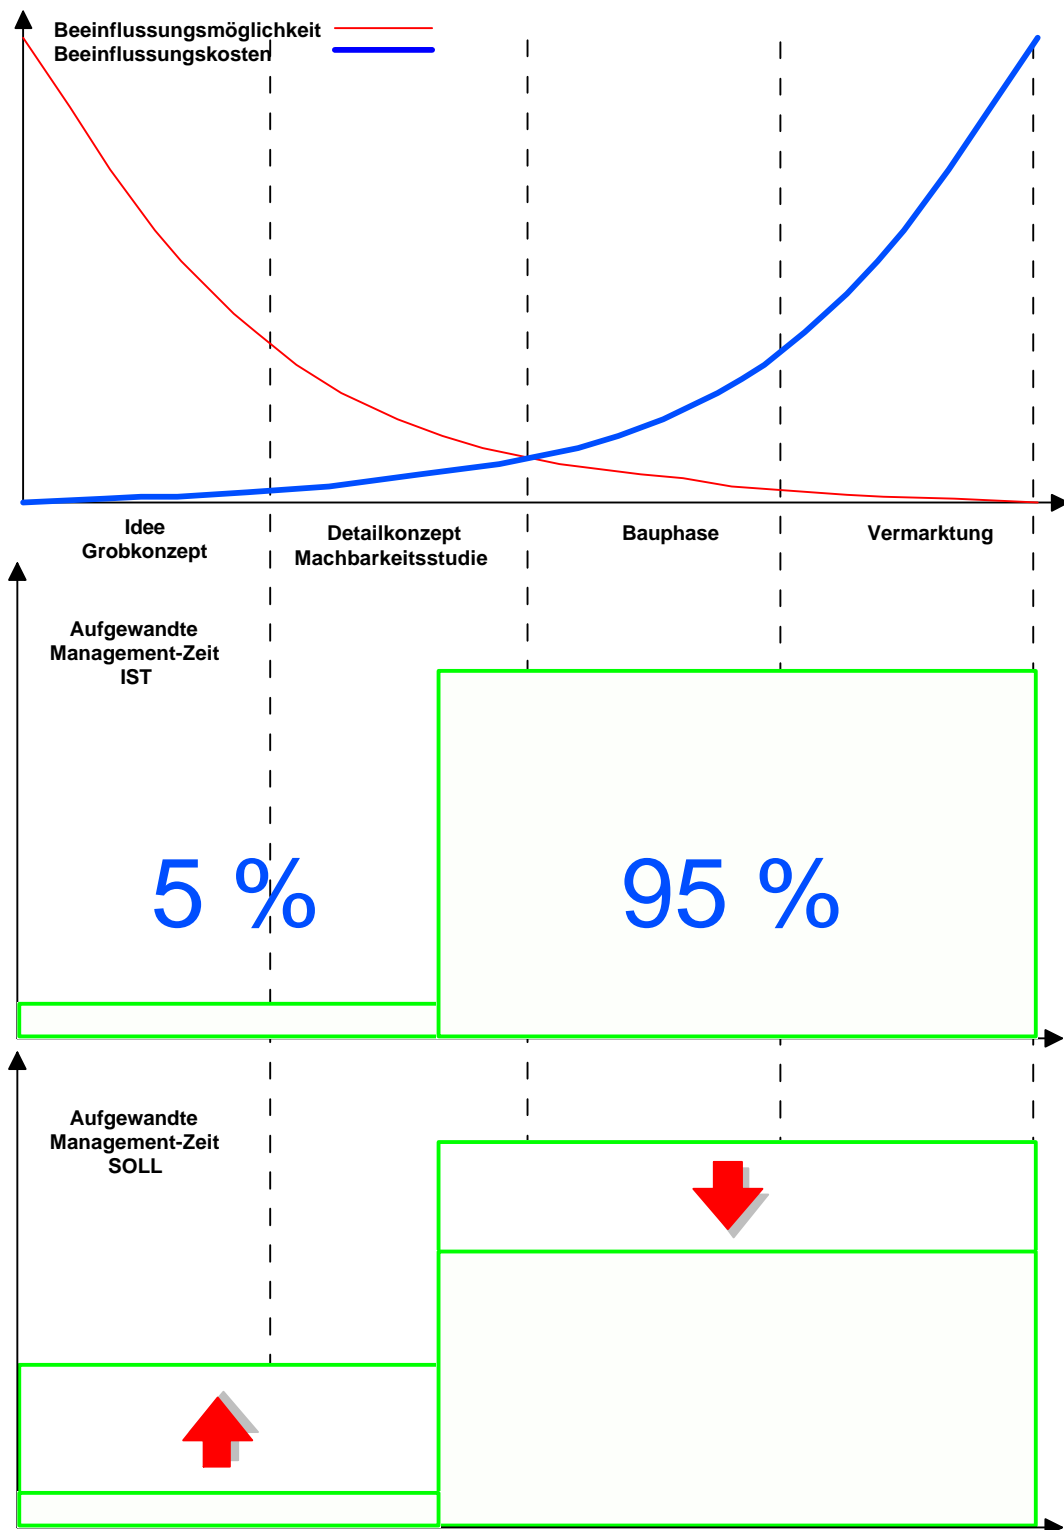 Beeinflussungsmöglichkeit
Beeinflussungskosten
Idee
Grobkonzept
Detailkonzept
Machbarkeitsstudie
Bauphase
Vermarktung
Aufgewandte
Management-Zeit
IST
5 %
95 %
Aufgewandte
Management-Zeit
SOLL